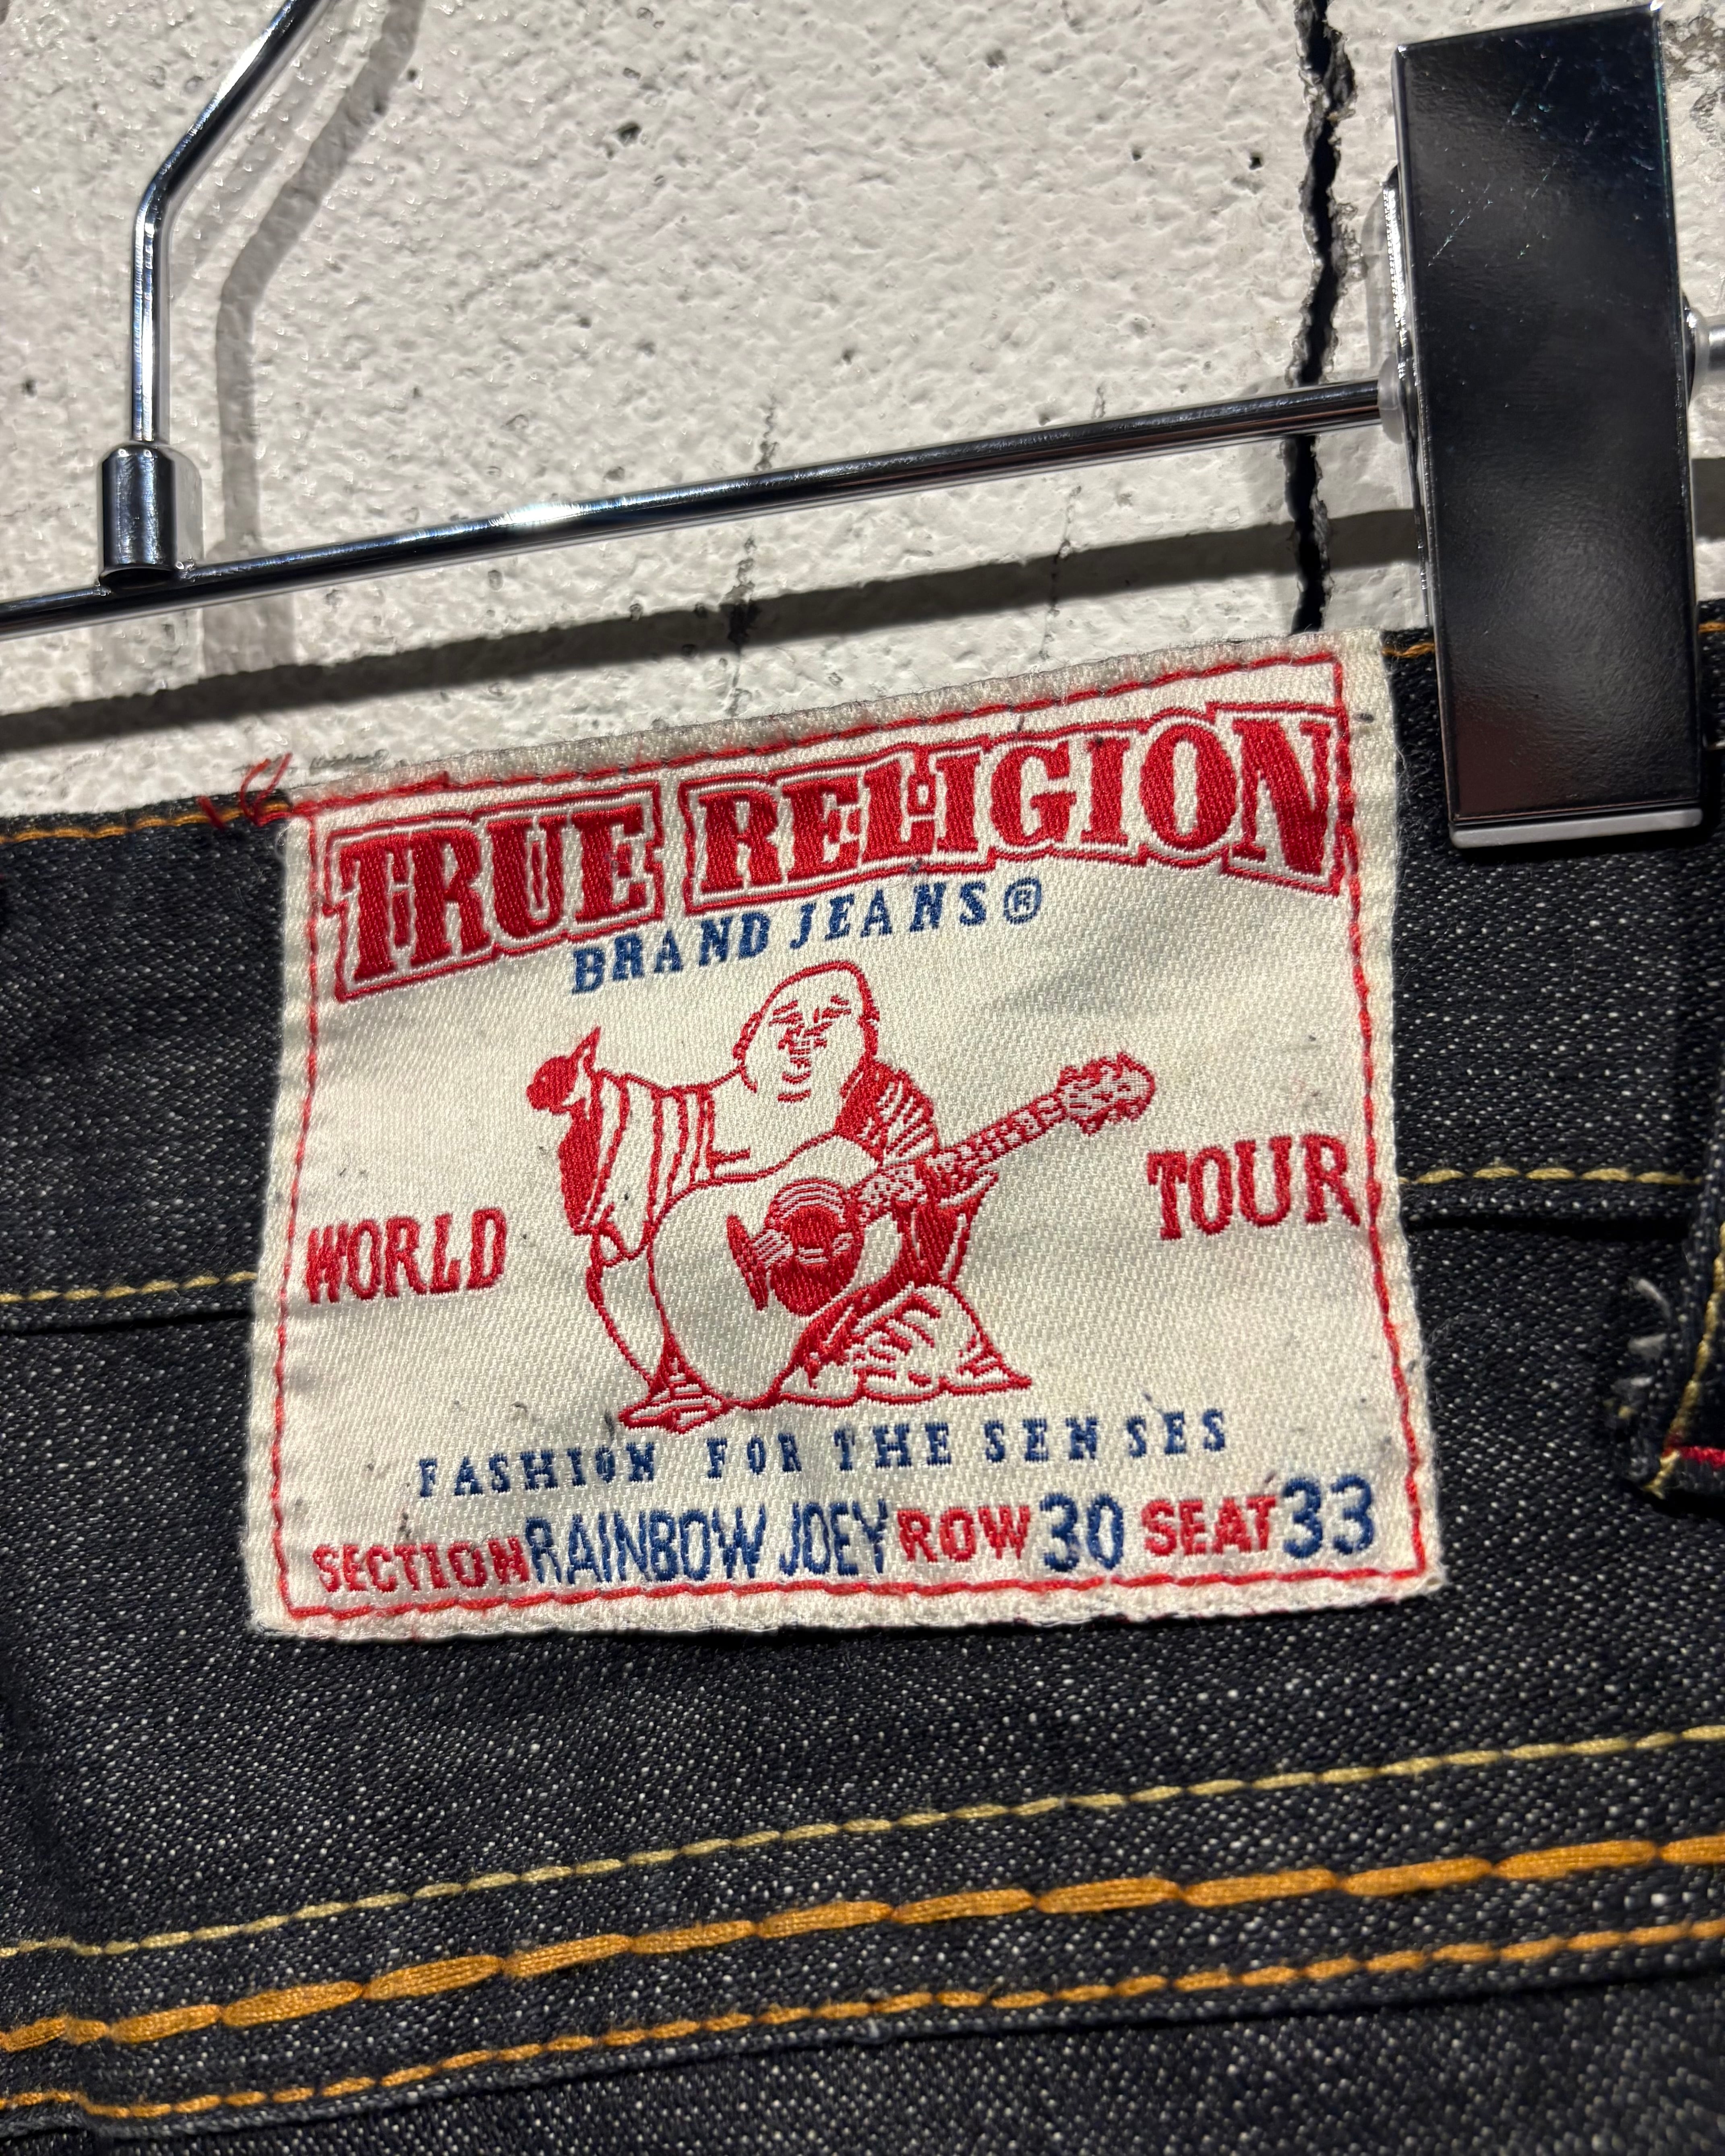 TRUE RELIGION
BRAND JEANS®
WORLD TOUR
FASHION FOR THE SENSES
SECTION RAINBOW JOEY ROW 30 SEAT 33